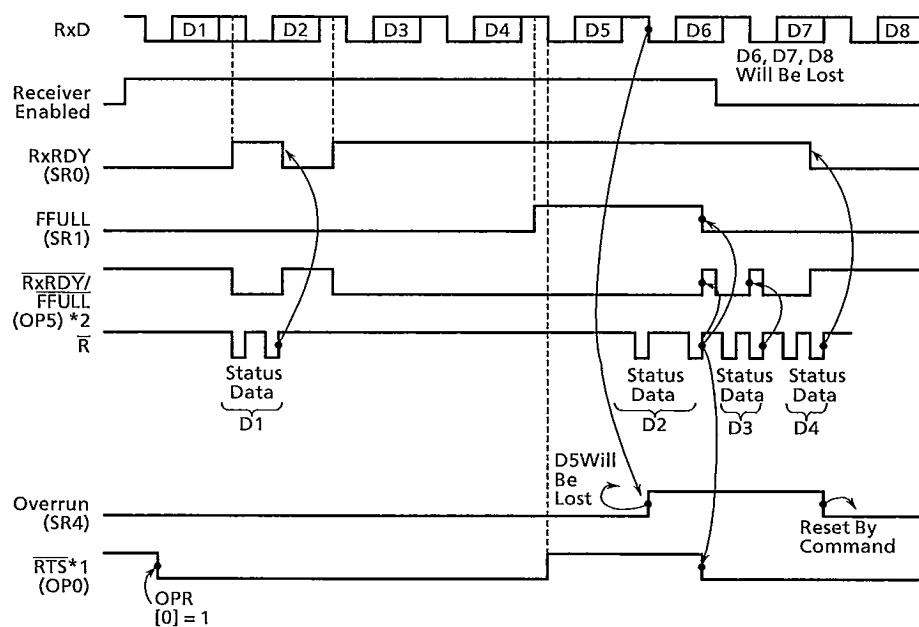 RxD
D1 D2 D3 D4 D5 D6 D7 D8
D6, D7, D8
Will Be Lost
Receiver
Enabled
RxRDY
(SR0)
FFULL
(SR1)
RxRDY/
FFULL
(OP5) *2
R
Status
Data
D1
Status
Data
D2
Status
Data
D3
Status
Data
D4
D5Will
Be
Lost
Overrun
(SR4)
Reset By
Command
RTS*1
(OP0)
OPR
[0] = 1